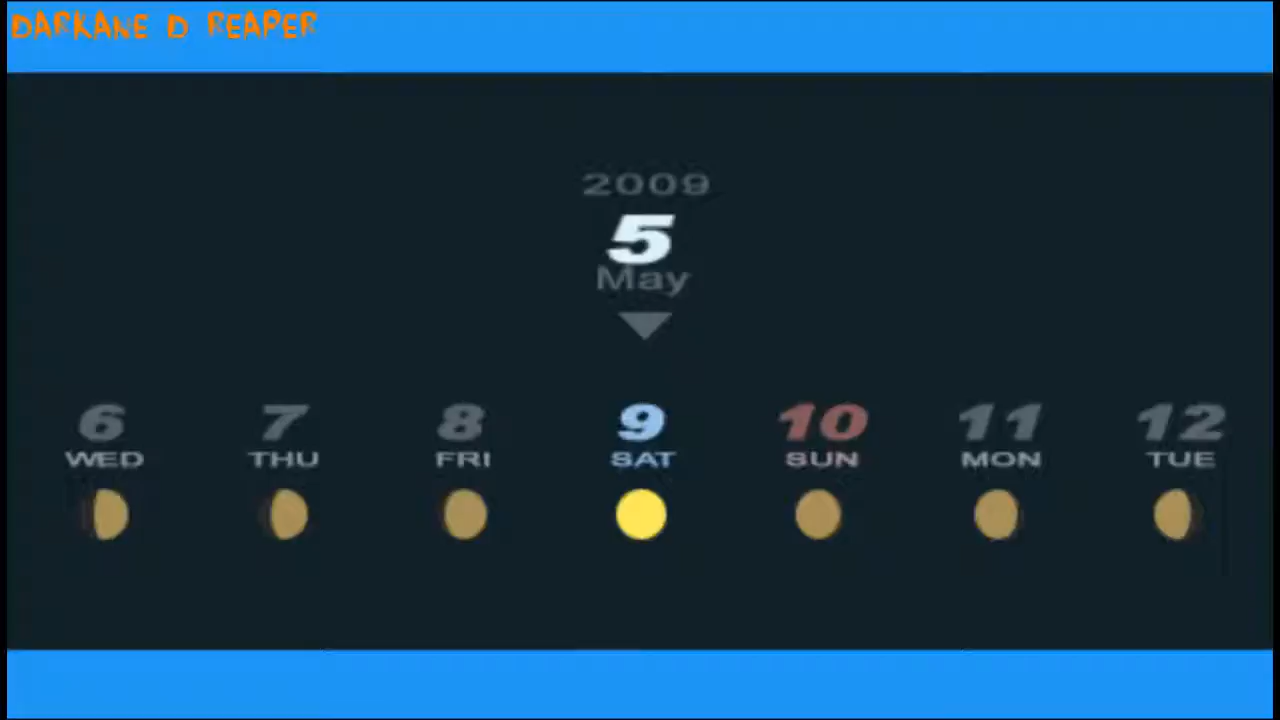 DARKANE D REAPER
2009
5
May
6 7 8 9 10 11 12
WED THU FRI SAT SUN MON TUE